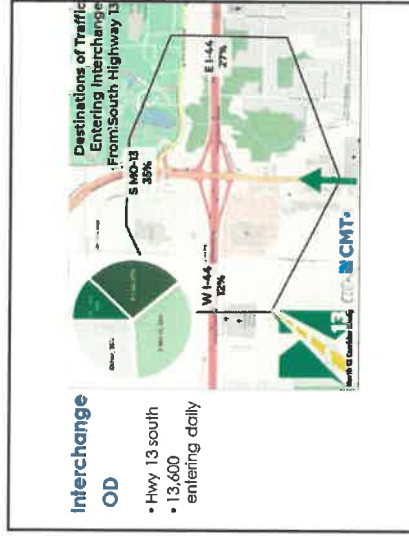 Interchange
OD
• Hwy 13 south
• 13,600
entering daily
Destinations of Traffic
Entering Interchange
From South Highway 13
S MO-13
35%
E I-44
27%
W I-44
12%
13
CMT